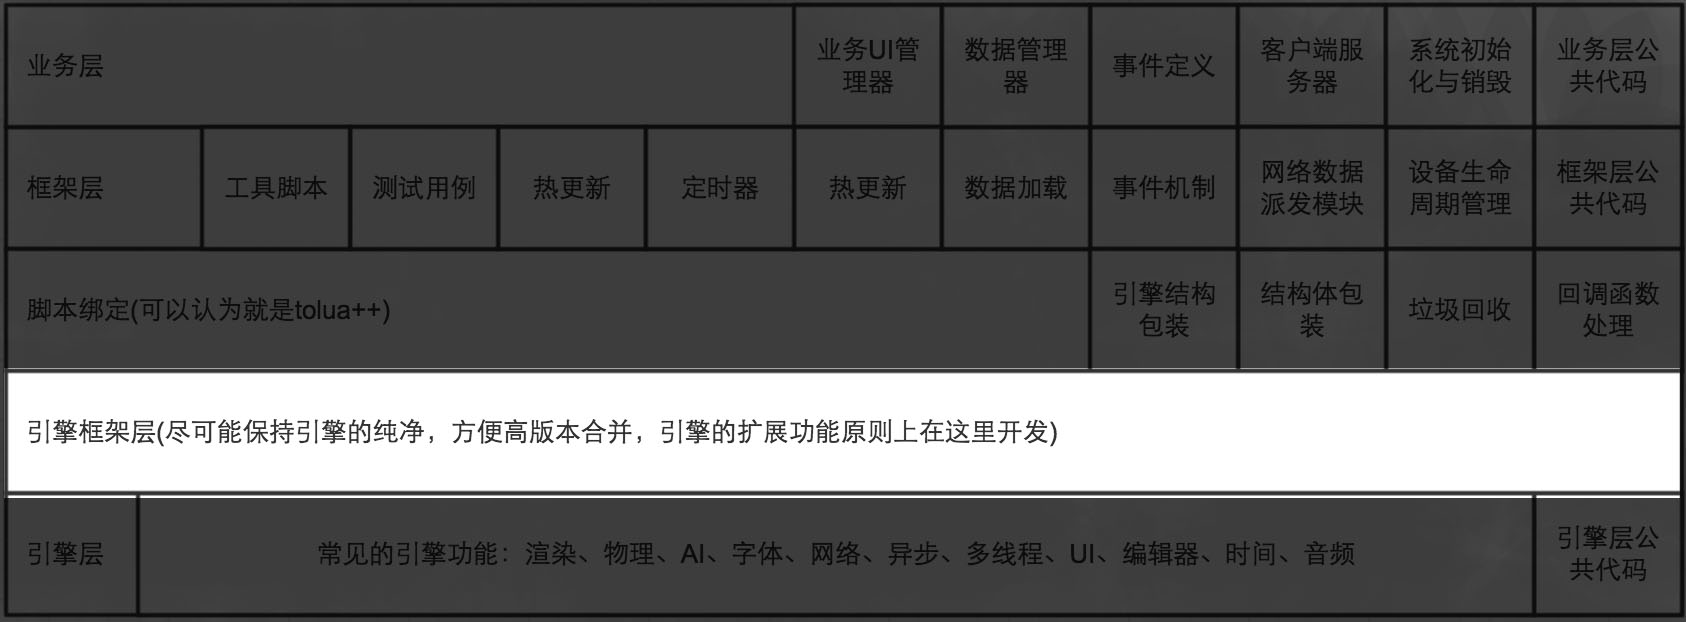 业务层
业务UI管
理器
数据管理
器
事件定义
客户端服
务器
系统初始
化与销毁
业务层公
共代码
框架层
工具脚本
测试用例
热更新
定时器
热更新
数据加载
事件机制
网络数据
派发模块
设备生命
周期管理
框架层公
共代码
脚本绑定(可以认为就是tolua++)
引擎结构
包装
结构体包
装
垃圾回收
回调函数
处理
引擎框架层(尽可能保持引擎的纯净，方便高版本合并，引擎的扩展功能原则上在这里开发)
引擎层
常见的引擎功能：渲染、物理、AI、字体、网络、异步、多线程、UI、编辑器、时间、音频
引擎层公
共代码